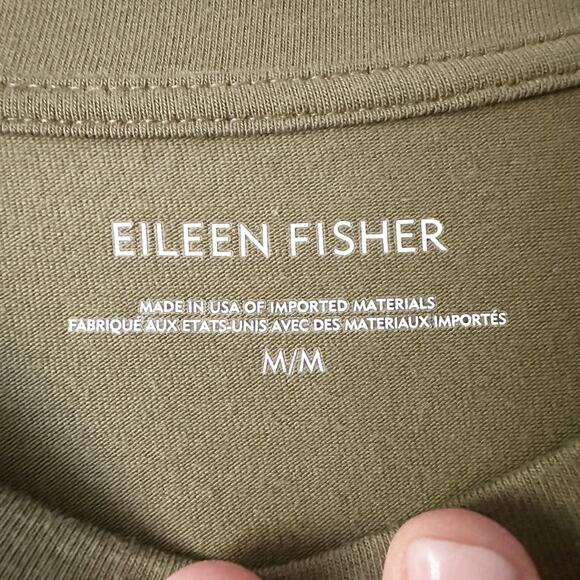 EILEEN FISHER
MADE IN USA OF IMPORTED MATERIALS
FABRIQUÉ AUX ETATS-UNIS AVEC DES MATERIAUX IMPORTÉS
M/M